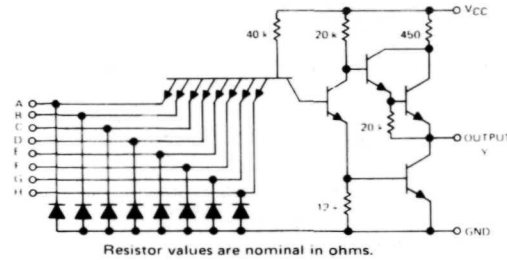 VCC
40 k
20 k
450
A
B
C
D
E
F
G
H
20 k
OUTPUT
Y
12 k
GND
Resistor values are nominal in ohms.